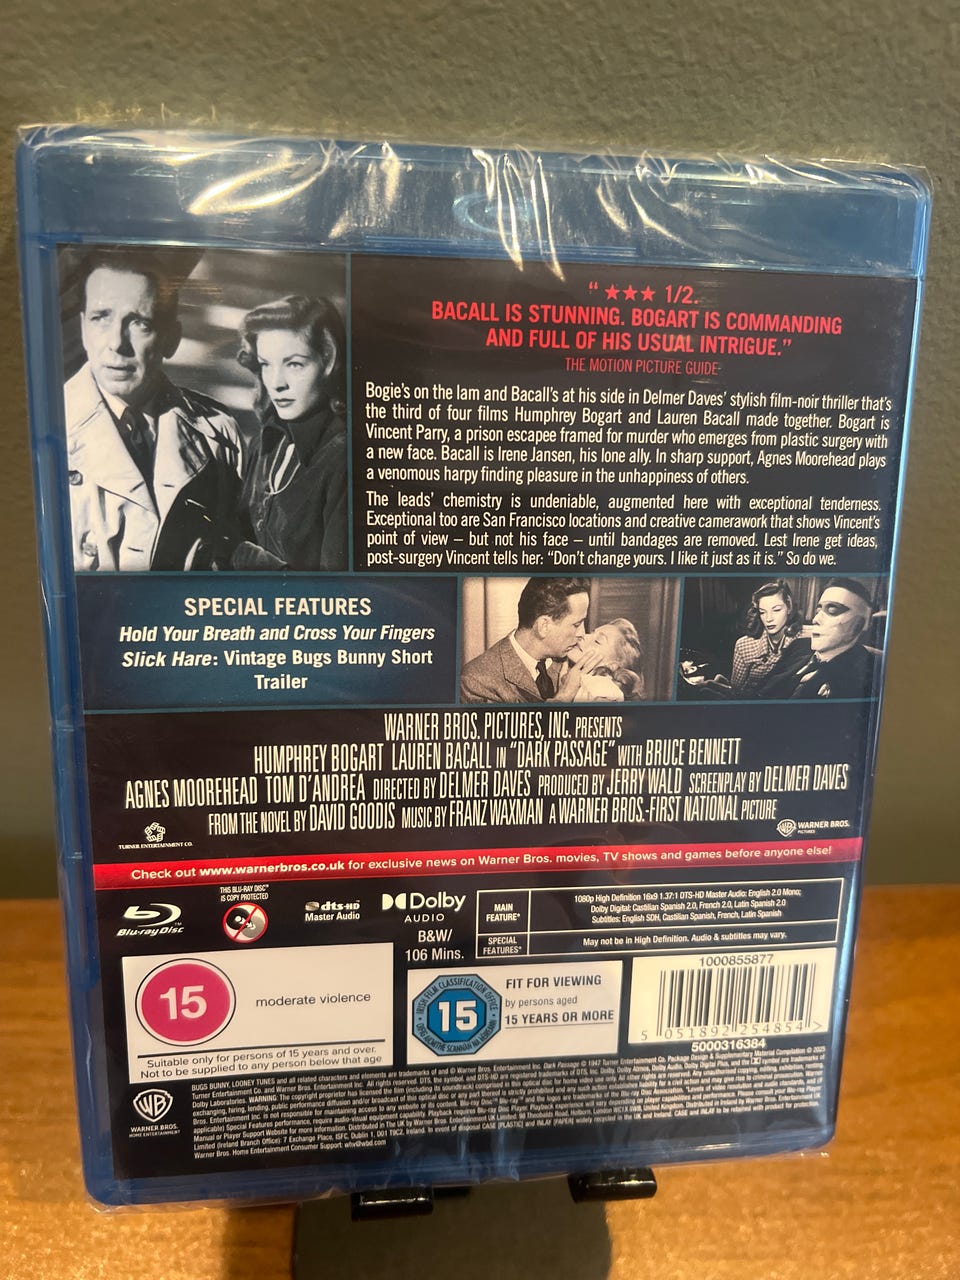 “ ★★★ 1/2.
BACALL IS STUNNING. BOGART IS COMMANDING
AND FULL OF HIS USUAL INTRIGUE.”
THE MOTION PICTURE GUIDE
Bogie's on the lam and Bacall's at his side in Delmer Daves' stylish film-noir thriller that's
the third of four films Humphrey Bogart and Lauren Bacall made together. Bogart is
Vincent Parry, a prison escapee framed for murder who emerges from plastic surgery with
a new face. Bacall is Irene Jansen, his lone ally. In sharp support, Agnes Moorehead plays
a venomous harpy finding pleasure in the unhappiness of others.
The leads' chemistry is undeniable, augmented here with exceptional tenderness.
Exceptional too are San Francisco locations and creative camerawork that shows Vincent's
point of view – but not his face – until bandages are removed. Lest Irene get ideas,
post-surgery Vincent tells her: “Don't change yours. I like it just as it is.” So do we.
SPECIAL FEATURES
Hold Your Breath and Cross Your Fingers
Slick Hare: Vintage Bugs Bunny Short
Trailer
WARNER BROS. PICTURES, INC. PRESENTS
HUMPHREY BOGART LAUREN BACALL IN “DARK PASSAGE” WITH BRUCE BENNETT
AGNES MOOREHEAD TOM D'ANDREA DIRECTED BY DELMER DAVES PRODUCED BY JERRY WALD SCREENPLAY BY DELMER DAVES
FROM THE NOVEL BY DAVID GOODIS MUSIC BY FRANZ WAXMAN A WARNER BROS.-FIRST NATIONAL PICTURE
TURNER ENTERTAINMENT CO.
WB WARNER BROS.
PICTURES
Check out www.warnerbros.co.uk for exclusive news on Warner Bros. movies, TV shows and games before anyone else!
Blu-ray Disc™
THIS BLU-RAY DISC™
IS COPY PROTECTED
dts-HD
Master Audio
Dolby
AUDIO
B&W/
106 Mins.
MAIN
FEATURE*
1080p High Definition 16x9 1.37:1 DTS-HD Master Audio: English 2.0 Mono;
Dolby Digital: Castilian Spanish 2.0, French 2.0, Latin Spanish 2.0
Subtitles: English SDH, Castilian Spanish, French, Latin Spanish
SPECIAL
FEATURES*
May not be in High Definition. Audio & subtitles may vary.
15
moderate violence
Suitable only for persons of 15 years and over.
Not to be supplied to any person below that age
IRISH FILM CLASSIFICATION OFFICE
15
FIT FOR VIEWING
by persons aged
15 YEARS OR MORE
1000855877
5 051892 254854 >
5000316384
WB
WARNER BROS.
HOME ENTERTAINMENT
Warner Bros. Home Entertainment Consumer Support: whv@wbd.com